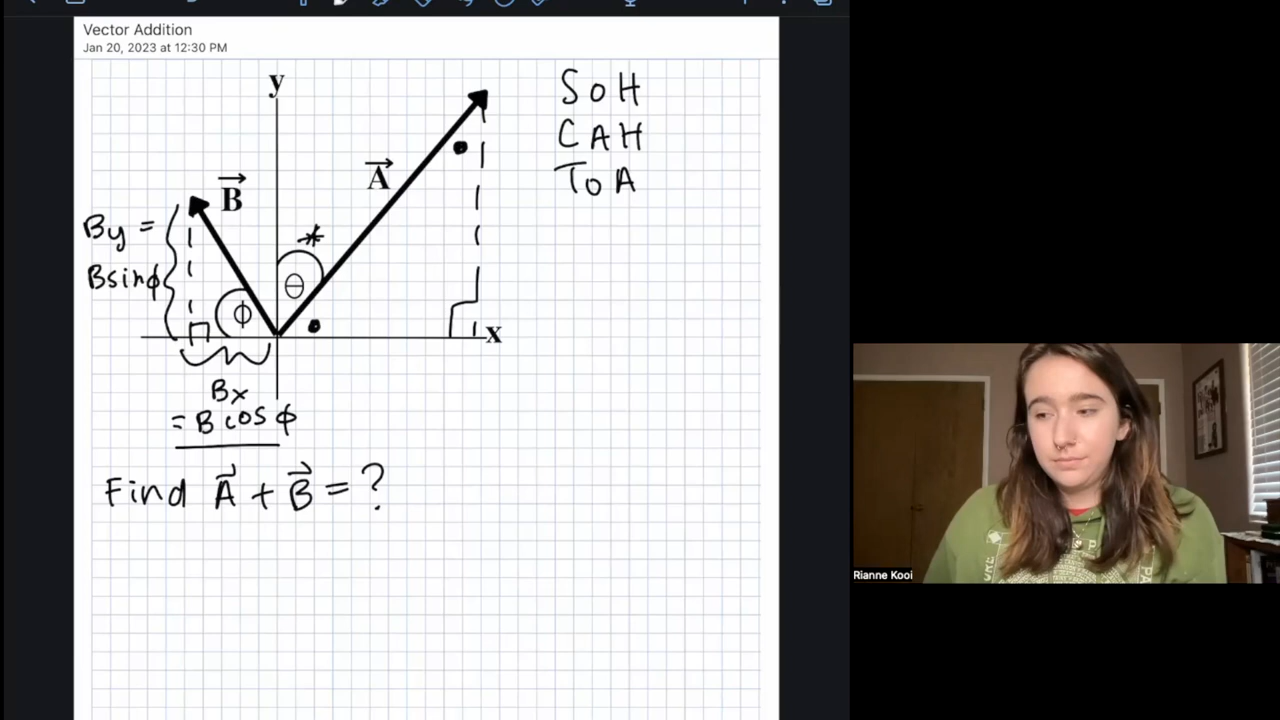 Vector Addition
Jan 20, 2023 at 12:30 PM
y
SOH
CAH
TOA
A
B
By =
Bsinϕ
*
θ
ϕ
x
Bx
= B cos ϕ
Find A⃗ + B⃗ = ?
Rianne Kooi